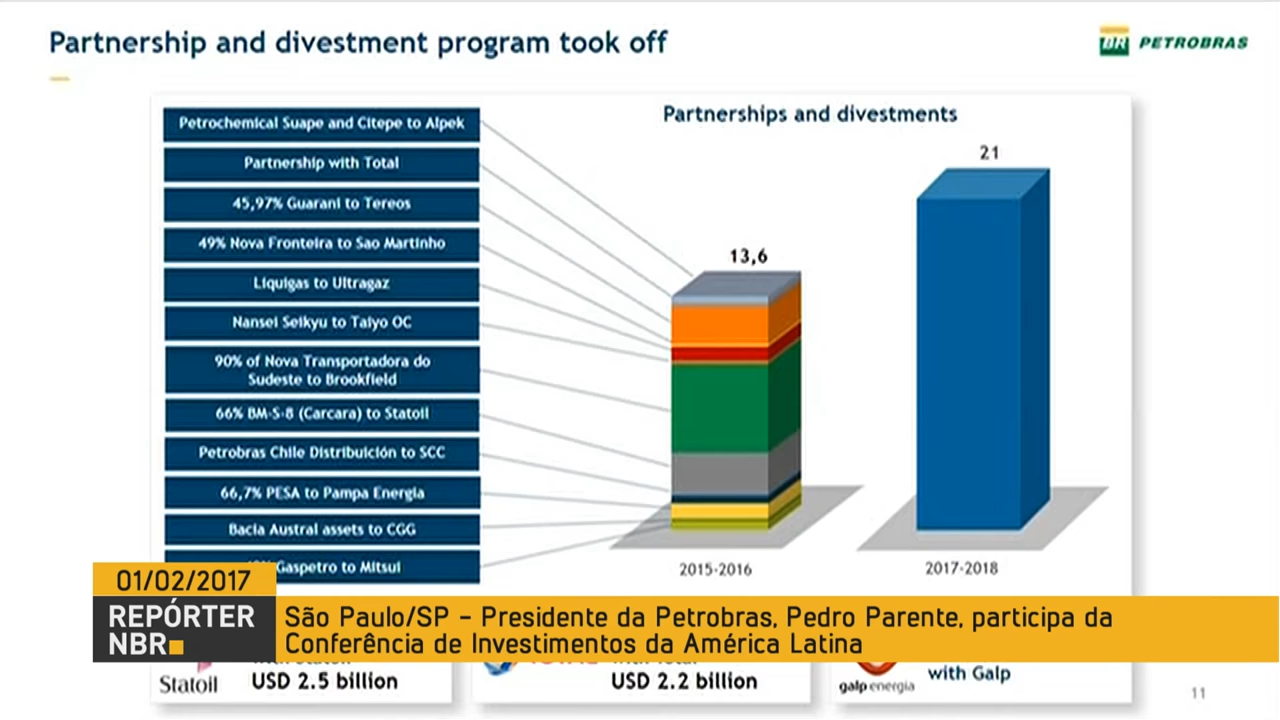 Partnership and divestment program took off
BR PETROBRAS
Petrochemical Suape and Citepe to Alpek
Partnership with Total
45,97% Guarani to Tereos
49% Nova Fronteira to Sao Martinho
Liquigas to Ultragaz
Nansei Seikyu to Taiyo OC
90% of Nova Transportadora do
Sudeste to Brookfield
66% BM-S-8 (Carcara) to Statoil
Petrobras Chile Distribuición to SCC
66,7% PESA to Pampa Energia
Bacia Austral assets to CGG
Gaspetro to Mitsui
Partnerships and divestments
13,6
21
2015-2016
2017-2018
01/02/2017
REPÓRTER
NBR
São Paulo/SP - Presidente da Petrobras, Pedro Parente, participa da
Conferência de Investimentos da América Latina
Statoil
USD 2.5 billion
USD 2.2 billion
galp energia
with Galp
11